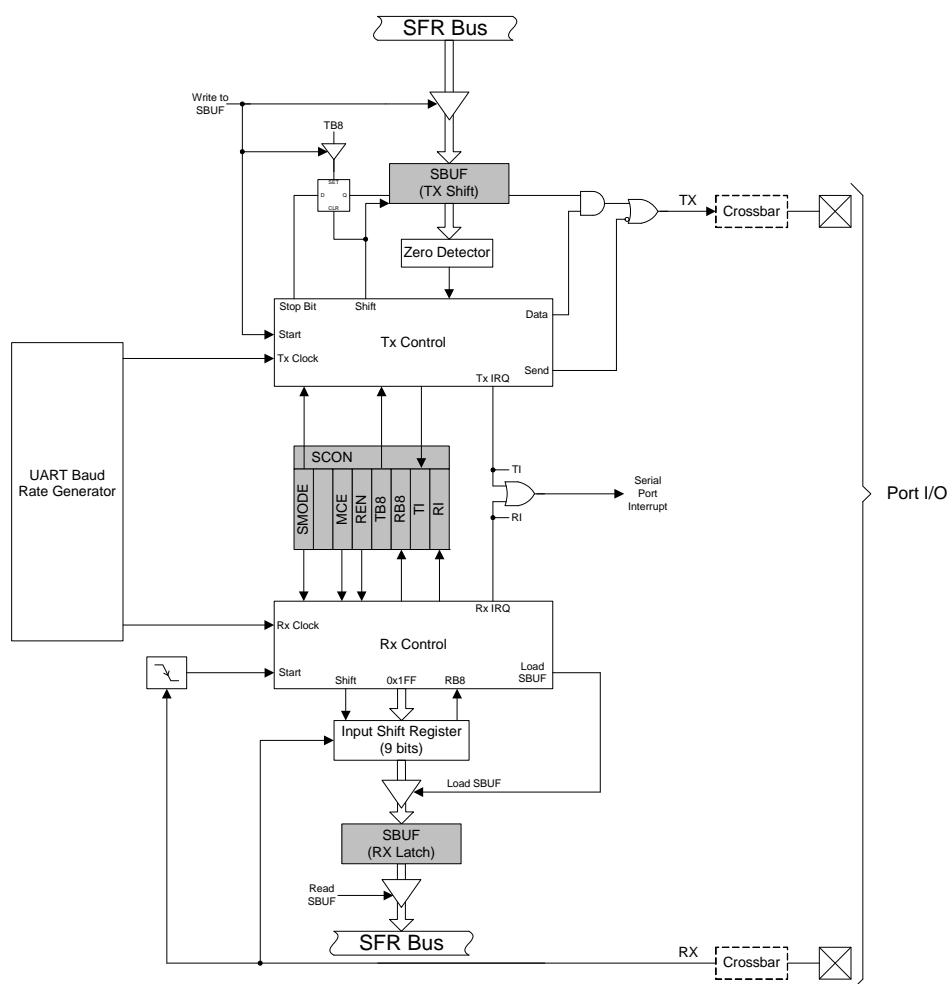 SFR Bus
Write to
SBUF
TB8
SET
D
Q
CLR
SBUF
(TX Shift)
TX
Crossbar
Zero Detector
Stop Bit
Shift
Start
Data
Tx Control
Tx Clock
Send
Tx IRQ
UART Baud
Rate Generator
SCON
SMODE
MCE
REN
TB8
RB8
TI
RI
TI
RI
Serial
Port
Interrupt
Port I/O
Rx IRQ
Rx Clock
Rx Control
Start
Load
SBUF
Shift
0x1FF
RB8
Input Shift Register
(9 bits)
Load SBUF
SBUF
(RX Latch)
Read
SBUF
SFR Bus
RX
Crossbar